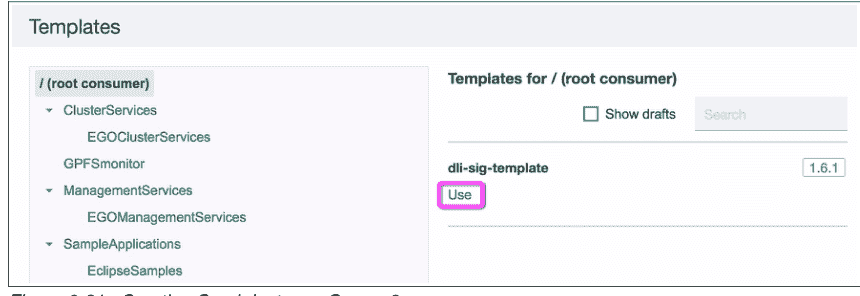 Templates
/ (root consumer)
ClusterServices
EGOClusterServices
GPFSmonitor
ManagementServices
EGOManagementServices
SampleApplications
EclipseSamples
Templates for / (root consumer)
Show drafts
Search
dli-sig-template
1.6.1
Use